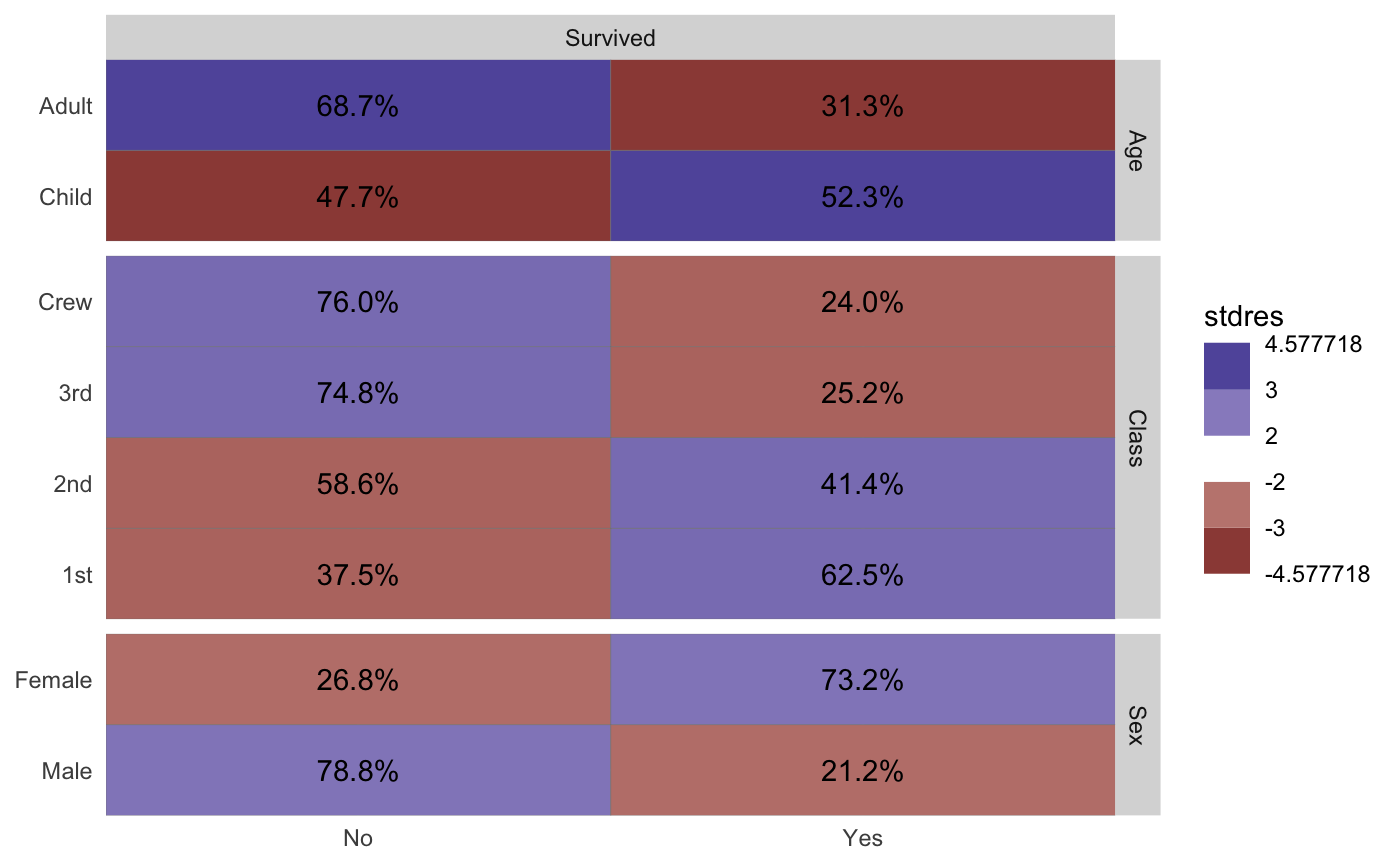 Survived
Adult 68.7% 31.3%
Child 47.7% 52.3%
Age
Crew 76.0% 24.0%
3rd 74.8% 25.2%
2nd 58.6% 41.4%
1st 37.5% 62.5%
Class
Female 26.8% 73.2%
Male 78.8% 21.2%
Sex
No Yes
stdres
4.577718
3
2
-2
-3
-4.577718